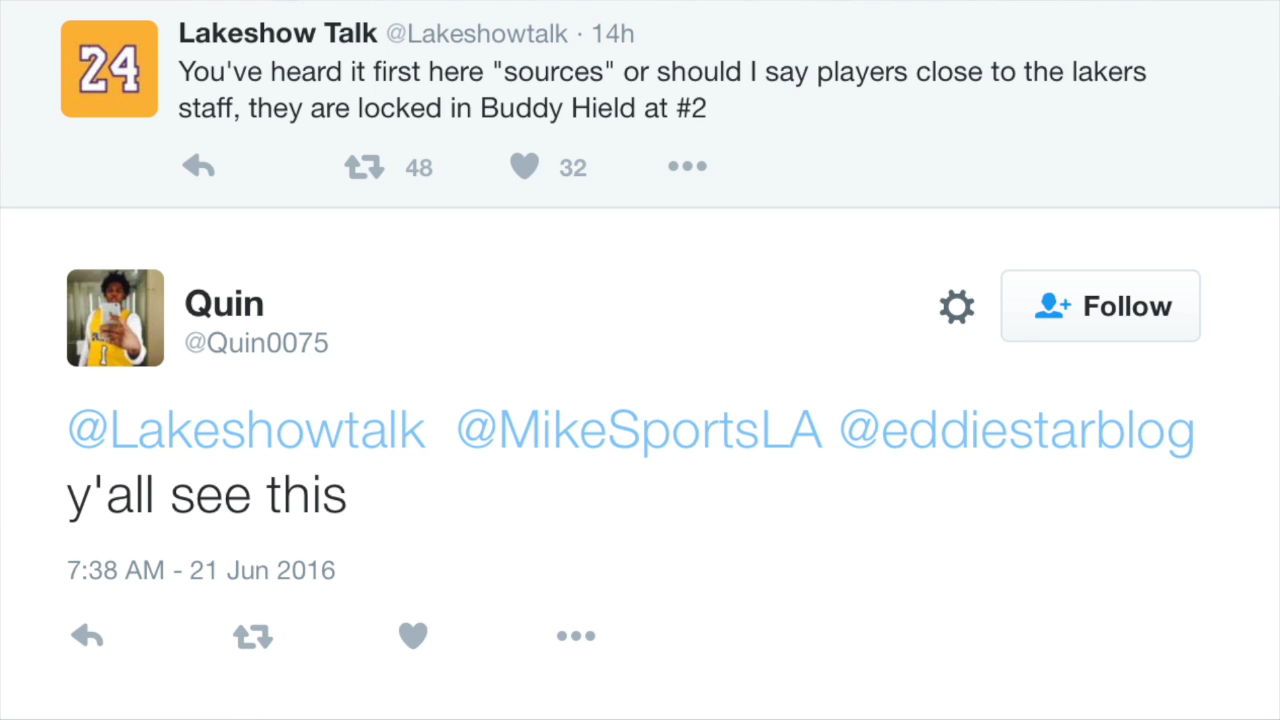 24
Lakeshow Talk @Lakeshowtalk · 14h
You've heard it first here "sources" or should I say players close to the lakers
staff, they are locked in Buddy Hield at #2
48 32
Quin
Follow
@Quin0075
@Lakeshowtalk @MikeSportsLA @eddiestarblog
y'all see this
7:38 AM - 21 Jun 2016